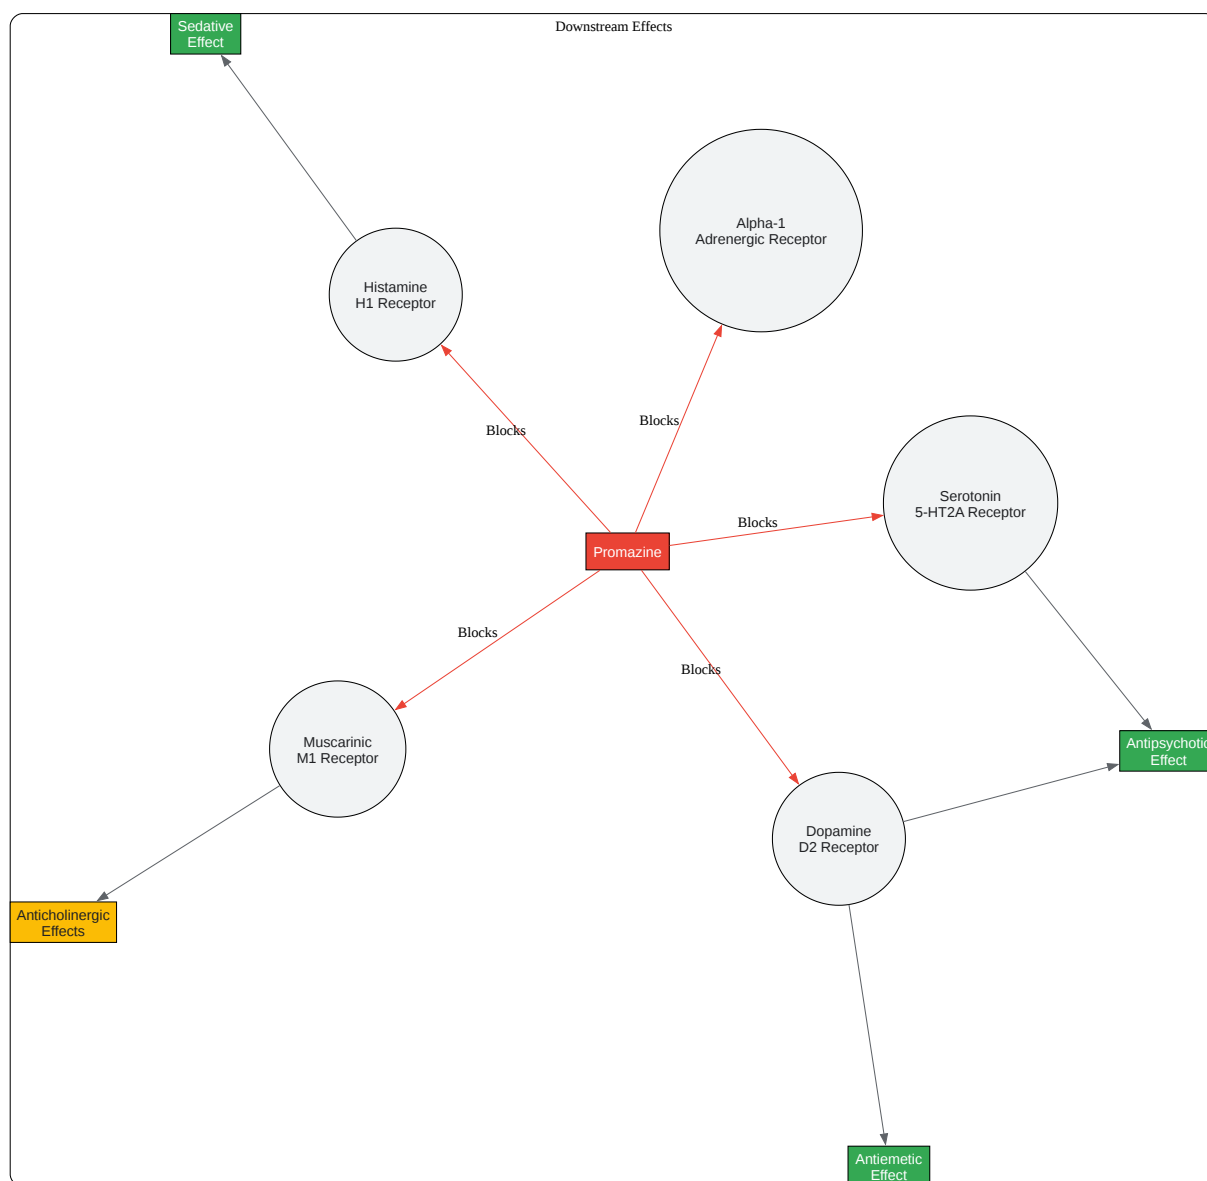 Sedative
Effect
Downstream Effects
Alpha-1
Adrenergic Receptor
Histamine
H1 Receptor
Blocks
Blocks
Serotonin
5-HT2A Receptor
Blocks
Promazine
Blocks
Blocks
Muscarinic
M1 Receptor
Antipsychotic
Effect
Dopamine
D2 Receptor
Anticholinergic
Effects
Antiemetic
Effect